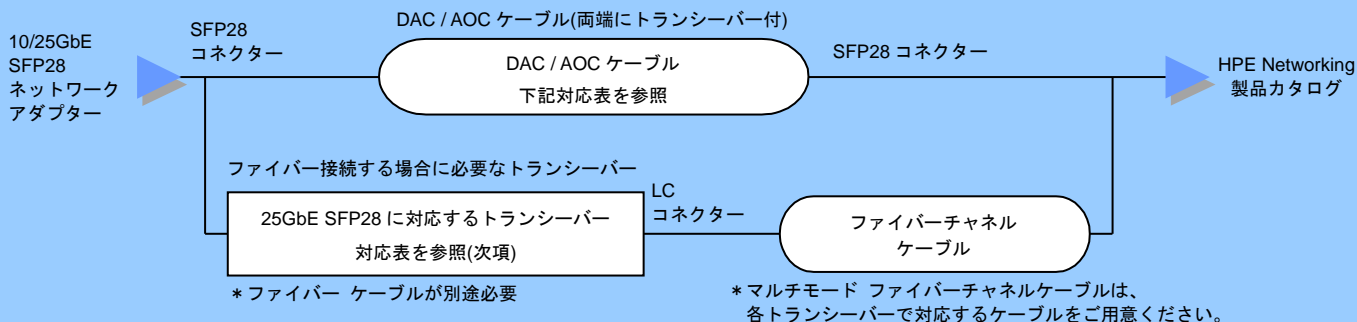 10/25GbE
SFP28
ネットワーク
アダプター
SFP28
コネクター
DAC / AOC ケーブル(両端にトランシーバー付)
DAC / AOC ケーブル
下記対応表を参照
SFP28 コネクター
HPE Networking
製品カタログ
ファイバー接続する場合に必要なトランシーバー
25GbE SFP28 に対応するトランシーバー
対応表を参照(次項)
*ファイバー ケーブルが別途必要
LC
コネクター
ファイバーチャネル
ケーブル
*マルチモード ファイバーチャネルケーブルは、
各トランシーバーで対応するケーブルをご用意ください。